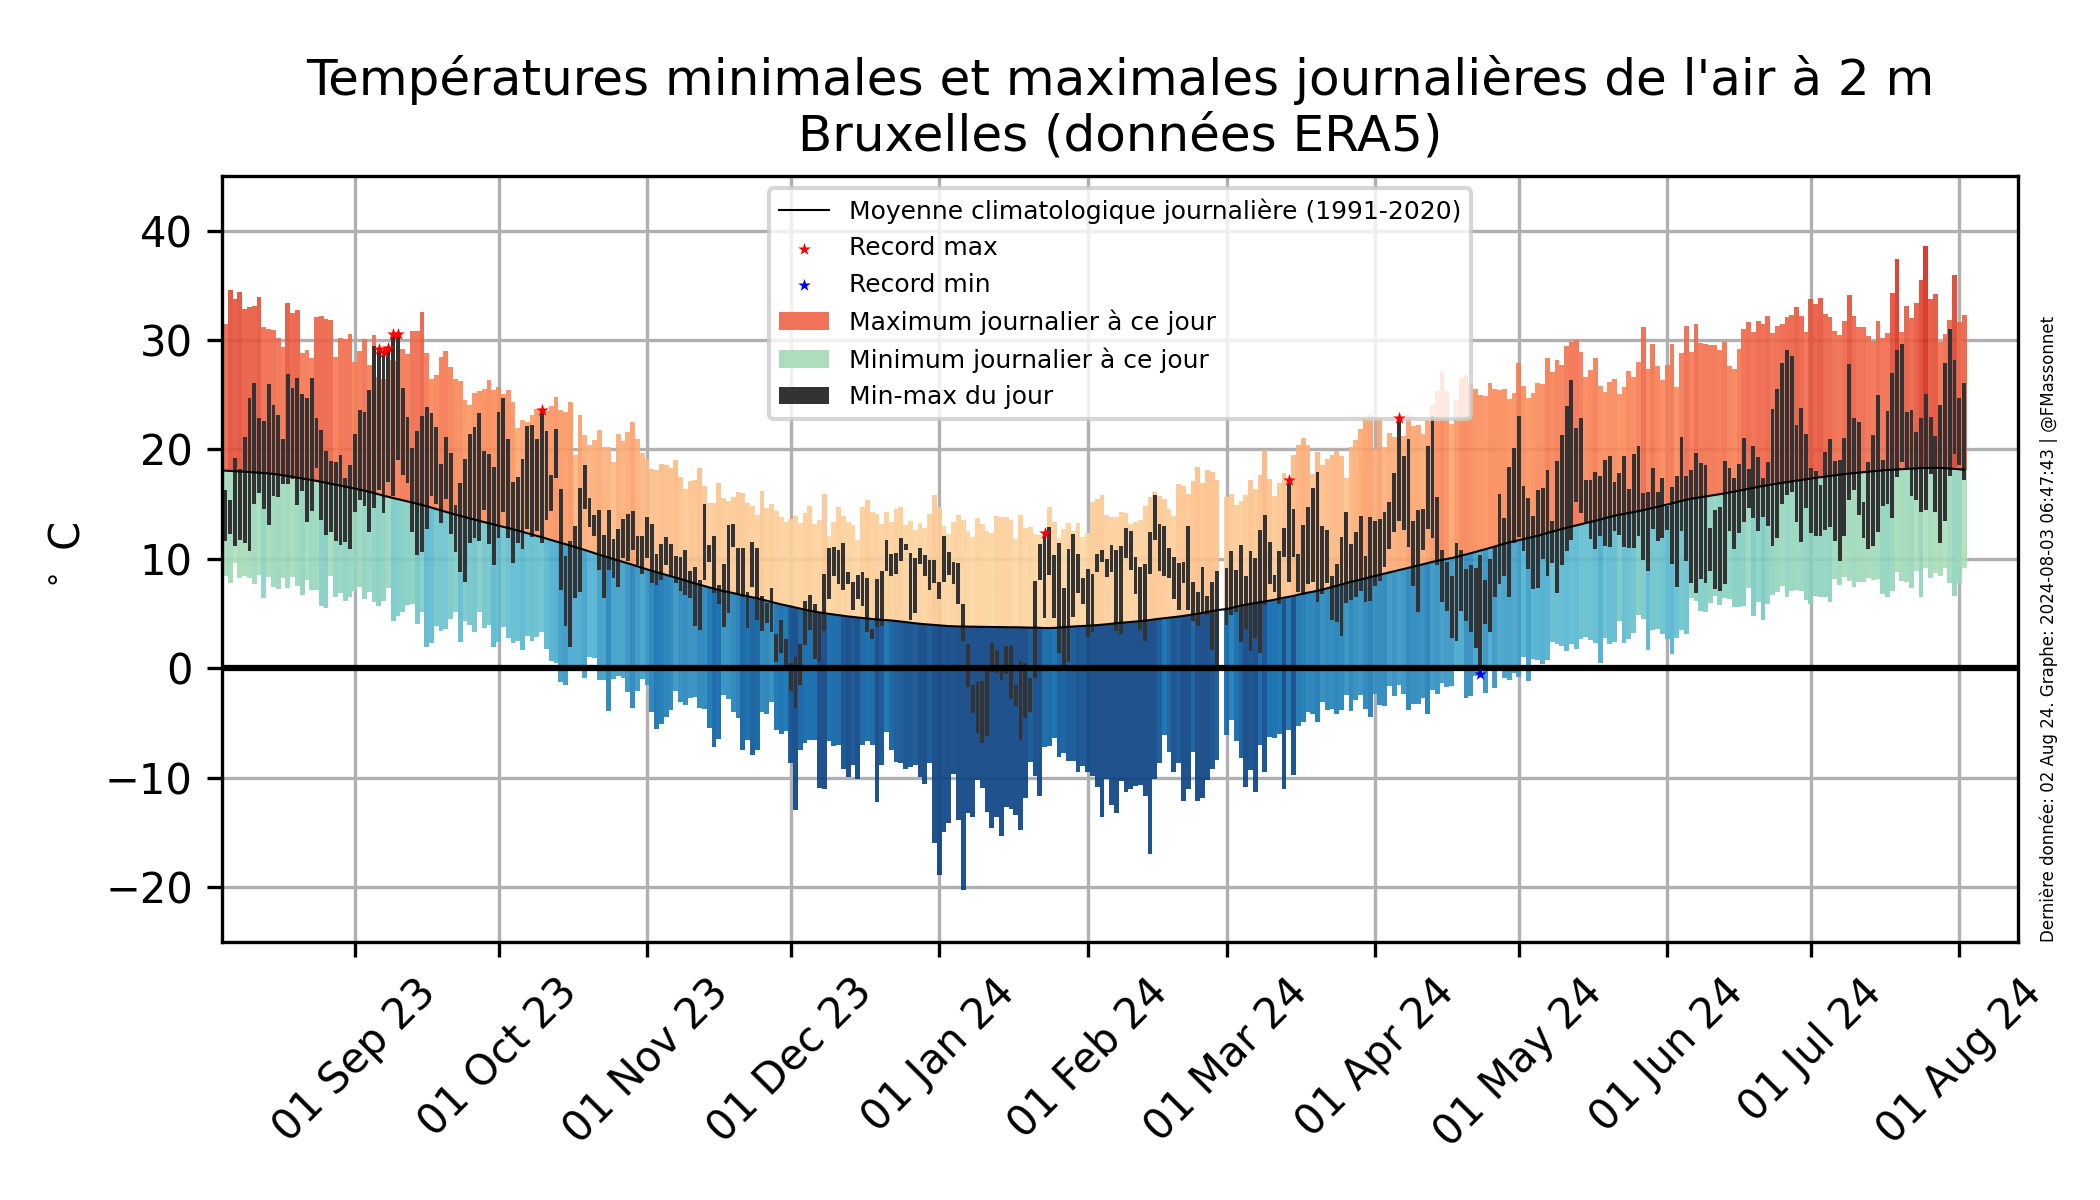 Températures minimales et maximales journalières de l'air à 2 m
Bruxelles (données ERA5)
Moyenne climatologique journalière (1991-2020)
Record max
Record min
Maximum journalier à ce jour
Minimum journalier à ce jour
Min-max du jour
° C
40
30
20
10
0
−10
−20
01 Sep 23
01 Oct 23
01 Nov 23
01 Dec 23
01 Jan 24
01 Feb 24
01 Mar 24
01 Apr 24
01 May 24
01 Jun 24
01 Jul 24
01 Aug 24
Dernière donnée: 02 Aug 24. Graphe: 2024-08-03 06:47:43 | @FMassonnet